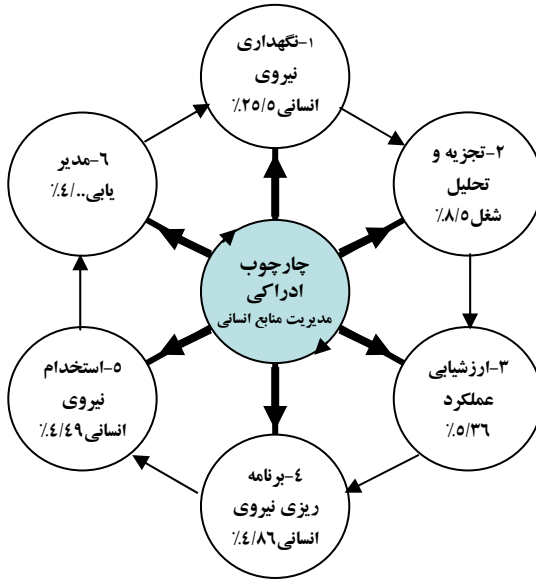 ۱-نگهداری
نیروی
انسانی۲۵/۵٪
۲-تجزیه و
تحلیل
شغل۸/۵٪
۳-ارزشیابی
عملکرد
۵/۳۶٪
۴-برنامه
ریزی نیروی
انسانی۴/۸۶٪
۵-استخدام
نیروی
انسانی۴/۴۹٪
۶-مدیر
یابی..۴/٪
چارچوب
ادراکی
مدیریت منابع انسانی